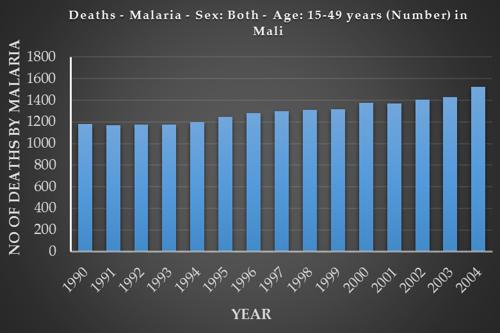 Deaths - Malaria - Sex: Both - Age: 15-49 years (Number) in
Mali
NO OF DEATHS BY MALARIA
1800
1600
1400
1200
1000
800
600
400
200
0
1990 1991 1992 1993 1994 1995 1996 1997 1998 1999 2000 2001 2002 2003 2004
YEAR